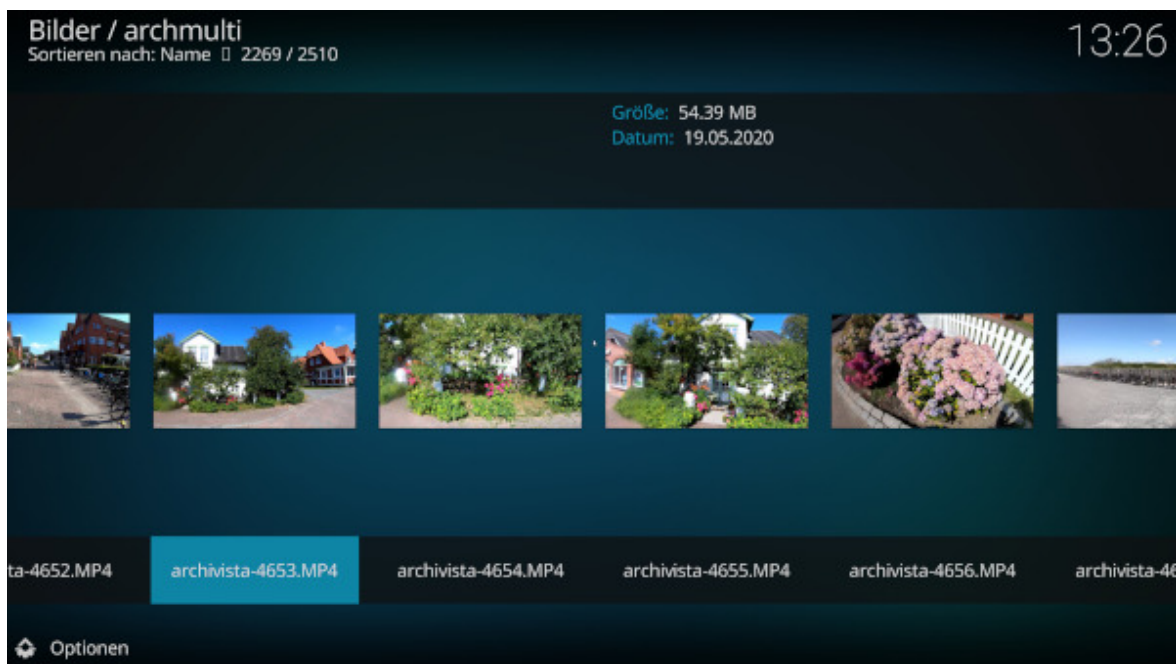 Bilder / archmulti
13:26
Sortieren nach: Name 2269 / 2510
Größe: 54.39 MB
Datum: 19.05.2020
ta-4652.MP4
archivista-4653.MP4
archivista-4654.MP4
archivista-4655.MP4
archivista-4656.MP4
archivista-46
Optionen